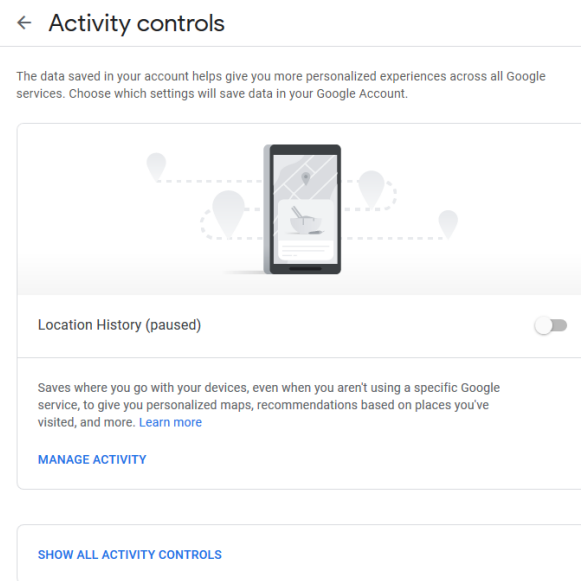 Activity controls
The data saved in your account helps give you more personalized experiences across all Google
services. Choose which settings will save data in your Google Account.
Location History (paused)
Saves where you go with your devices, even when you aren't using a specific Google
service, to give you personalized maps, recommendations based on places you've
visited, and more. Learn more
MANAGE ACTIVITY
SHOW ALL ACTIVITY CONTROLS